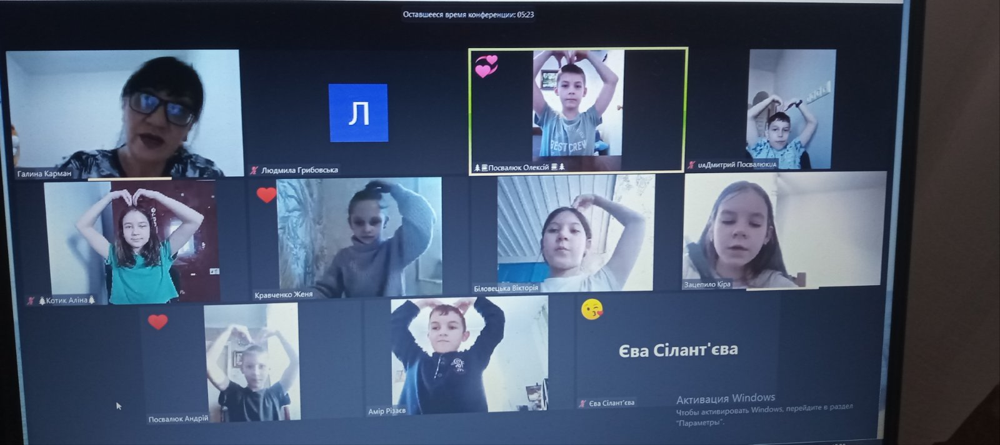 Оставшееся время конференции: 05:23
Галина Карман
Л
Людмила Грибовська
BEST CREW
Посвалюк Олексій
UAДмитрий ПосвалюкUA
Котик Аліна
Кравченко Женя
Біловецька Вікторія
Зацепило Кіра
Посвалюк Андрій
Амір Різаєв
Єва Сілант'єва
Єва Сілант'єва
Активация Windows
Чтобы активировать Windows, перейдите в раздел
"Параметры".